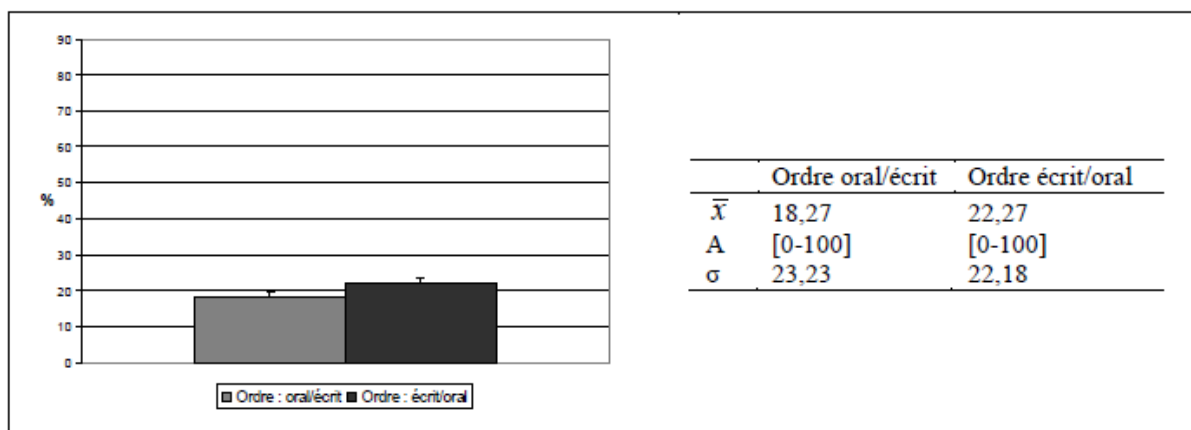 90
80
70
60
50
%
40
30
20
10
0
Ordre : oral/écrit Ordre : écrit/oral
Ordre oral/écrit Ordre écrit/oral
x̅ 18,27 22,27
A [0-100] [0-100]
σ 23,23 22,18